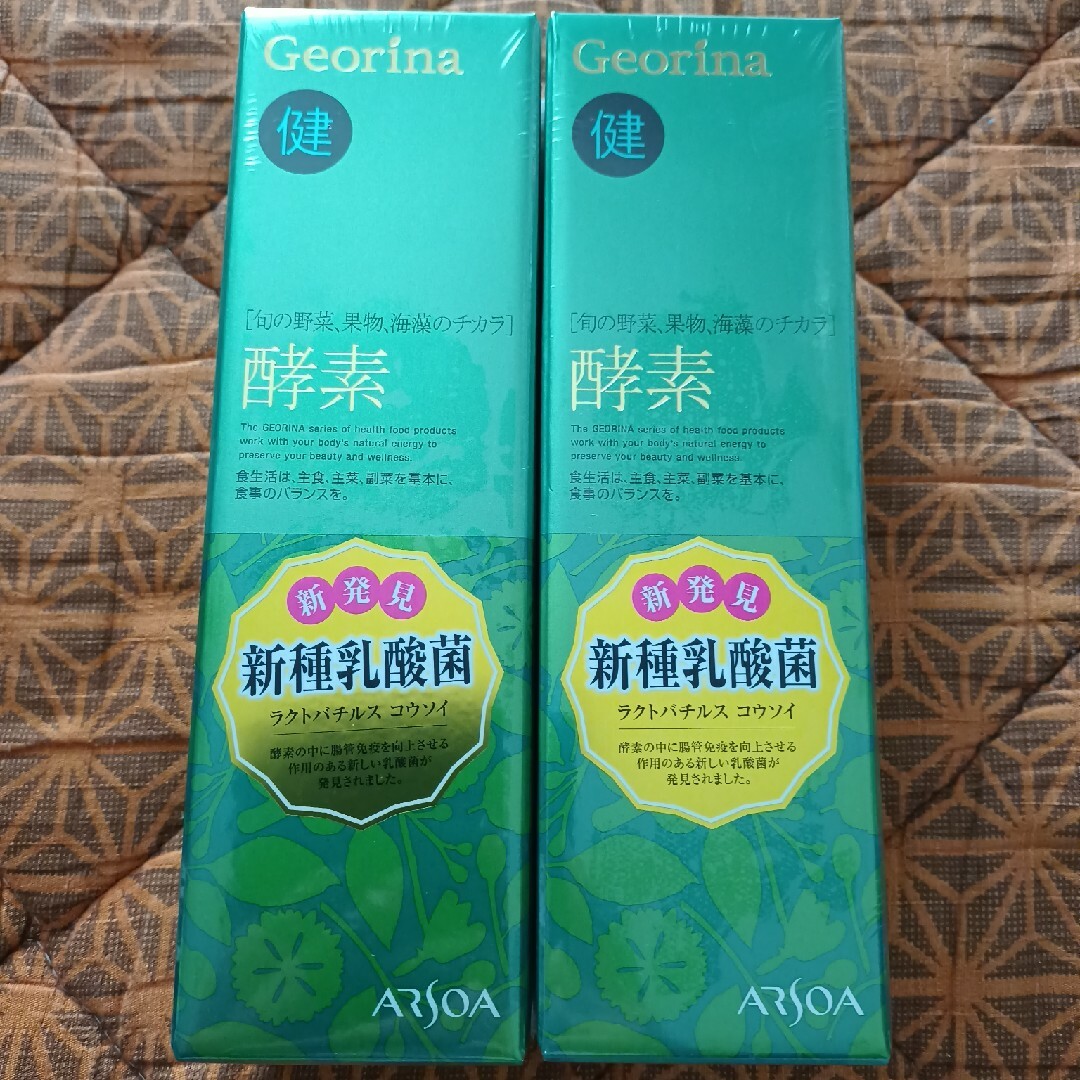 Georina
健
[旬の野菜、果物、海藻のチカラ]
酵素
The GEORINA series of health food products
work with your body's natural energy to
preserve your beauty and wellness.
食生活は、主食、主菜、副菜を基本に、
食事のバランスを。
新発見
新種乳酸菌
ラクトバチルス コウソイ
酵素の中に腸管免疫を向上させる
作用のある新しい乳酸菌が
発見されました。
ARSOA
Georina
健
[旬の野菜、果物、海藻のチカラ]
酵素
The GEORINA series of health food products
work with your body's natural energy to
preserve your beauty and wellness.
食生活は、主食、主菜、副菜を基本に、
食事のバランスを。
新発見
新種乳酸菌
ラクトバチルス コウソイ
酵素の中に腸管免疫を向上させる
作用のある新しい乳酸菌が
発見されました。
ARSOA